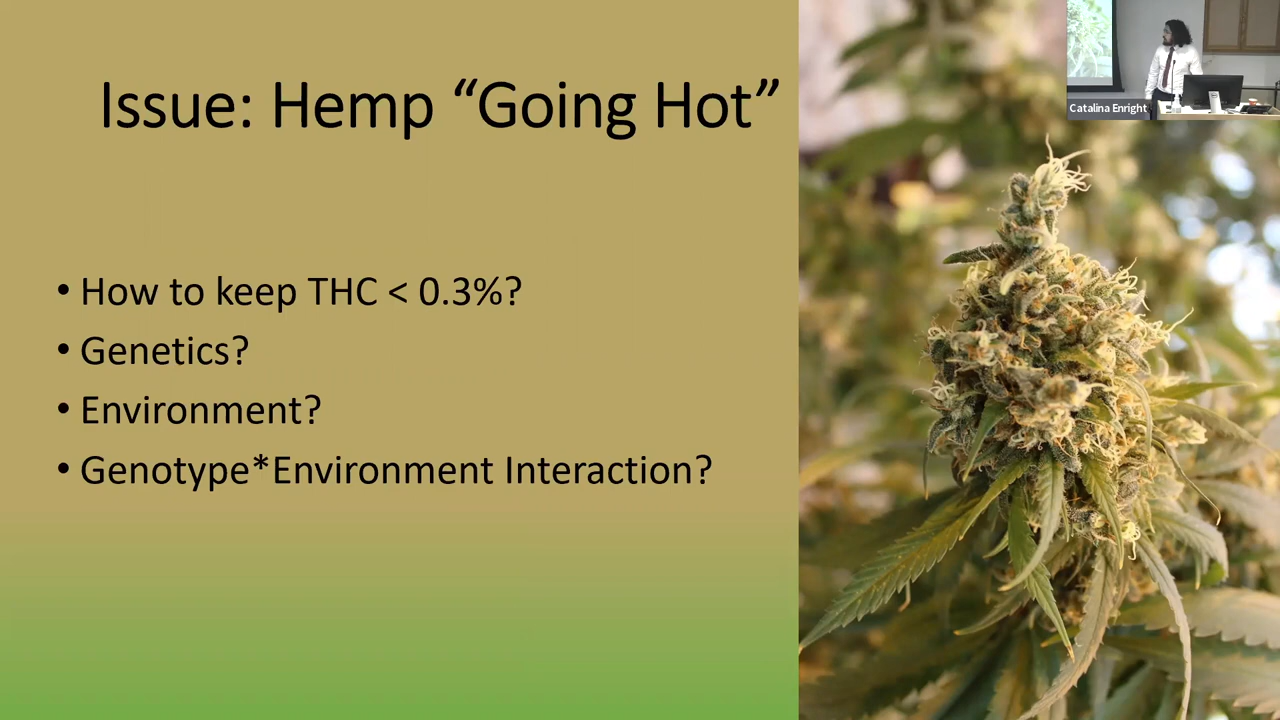 Issue: Hemp “Going Hot”
• How to keep THC < 0.3%?
• Genetics?
• Environment?
• Genotype*Environment Interaction?
Catalina Enright